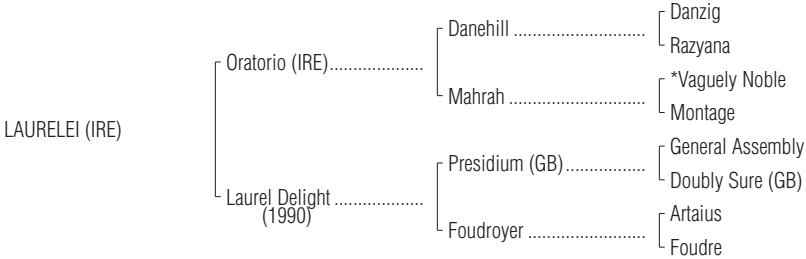 Danzig
Danehill ............................
Razyana
Oratorio (IRE)....................
*Vaguely Noble
Mahrah .............................
Montage
LAURELEI (IRE)
General Assembly
Presidium (GB).................
Doubly Sure (GB)
Laurel Delight ...................
(1990)
Artaius
Foudroyer .........................
Foudre